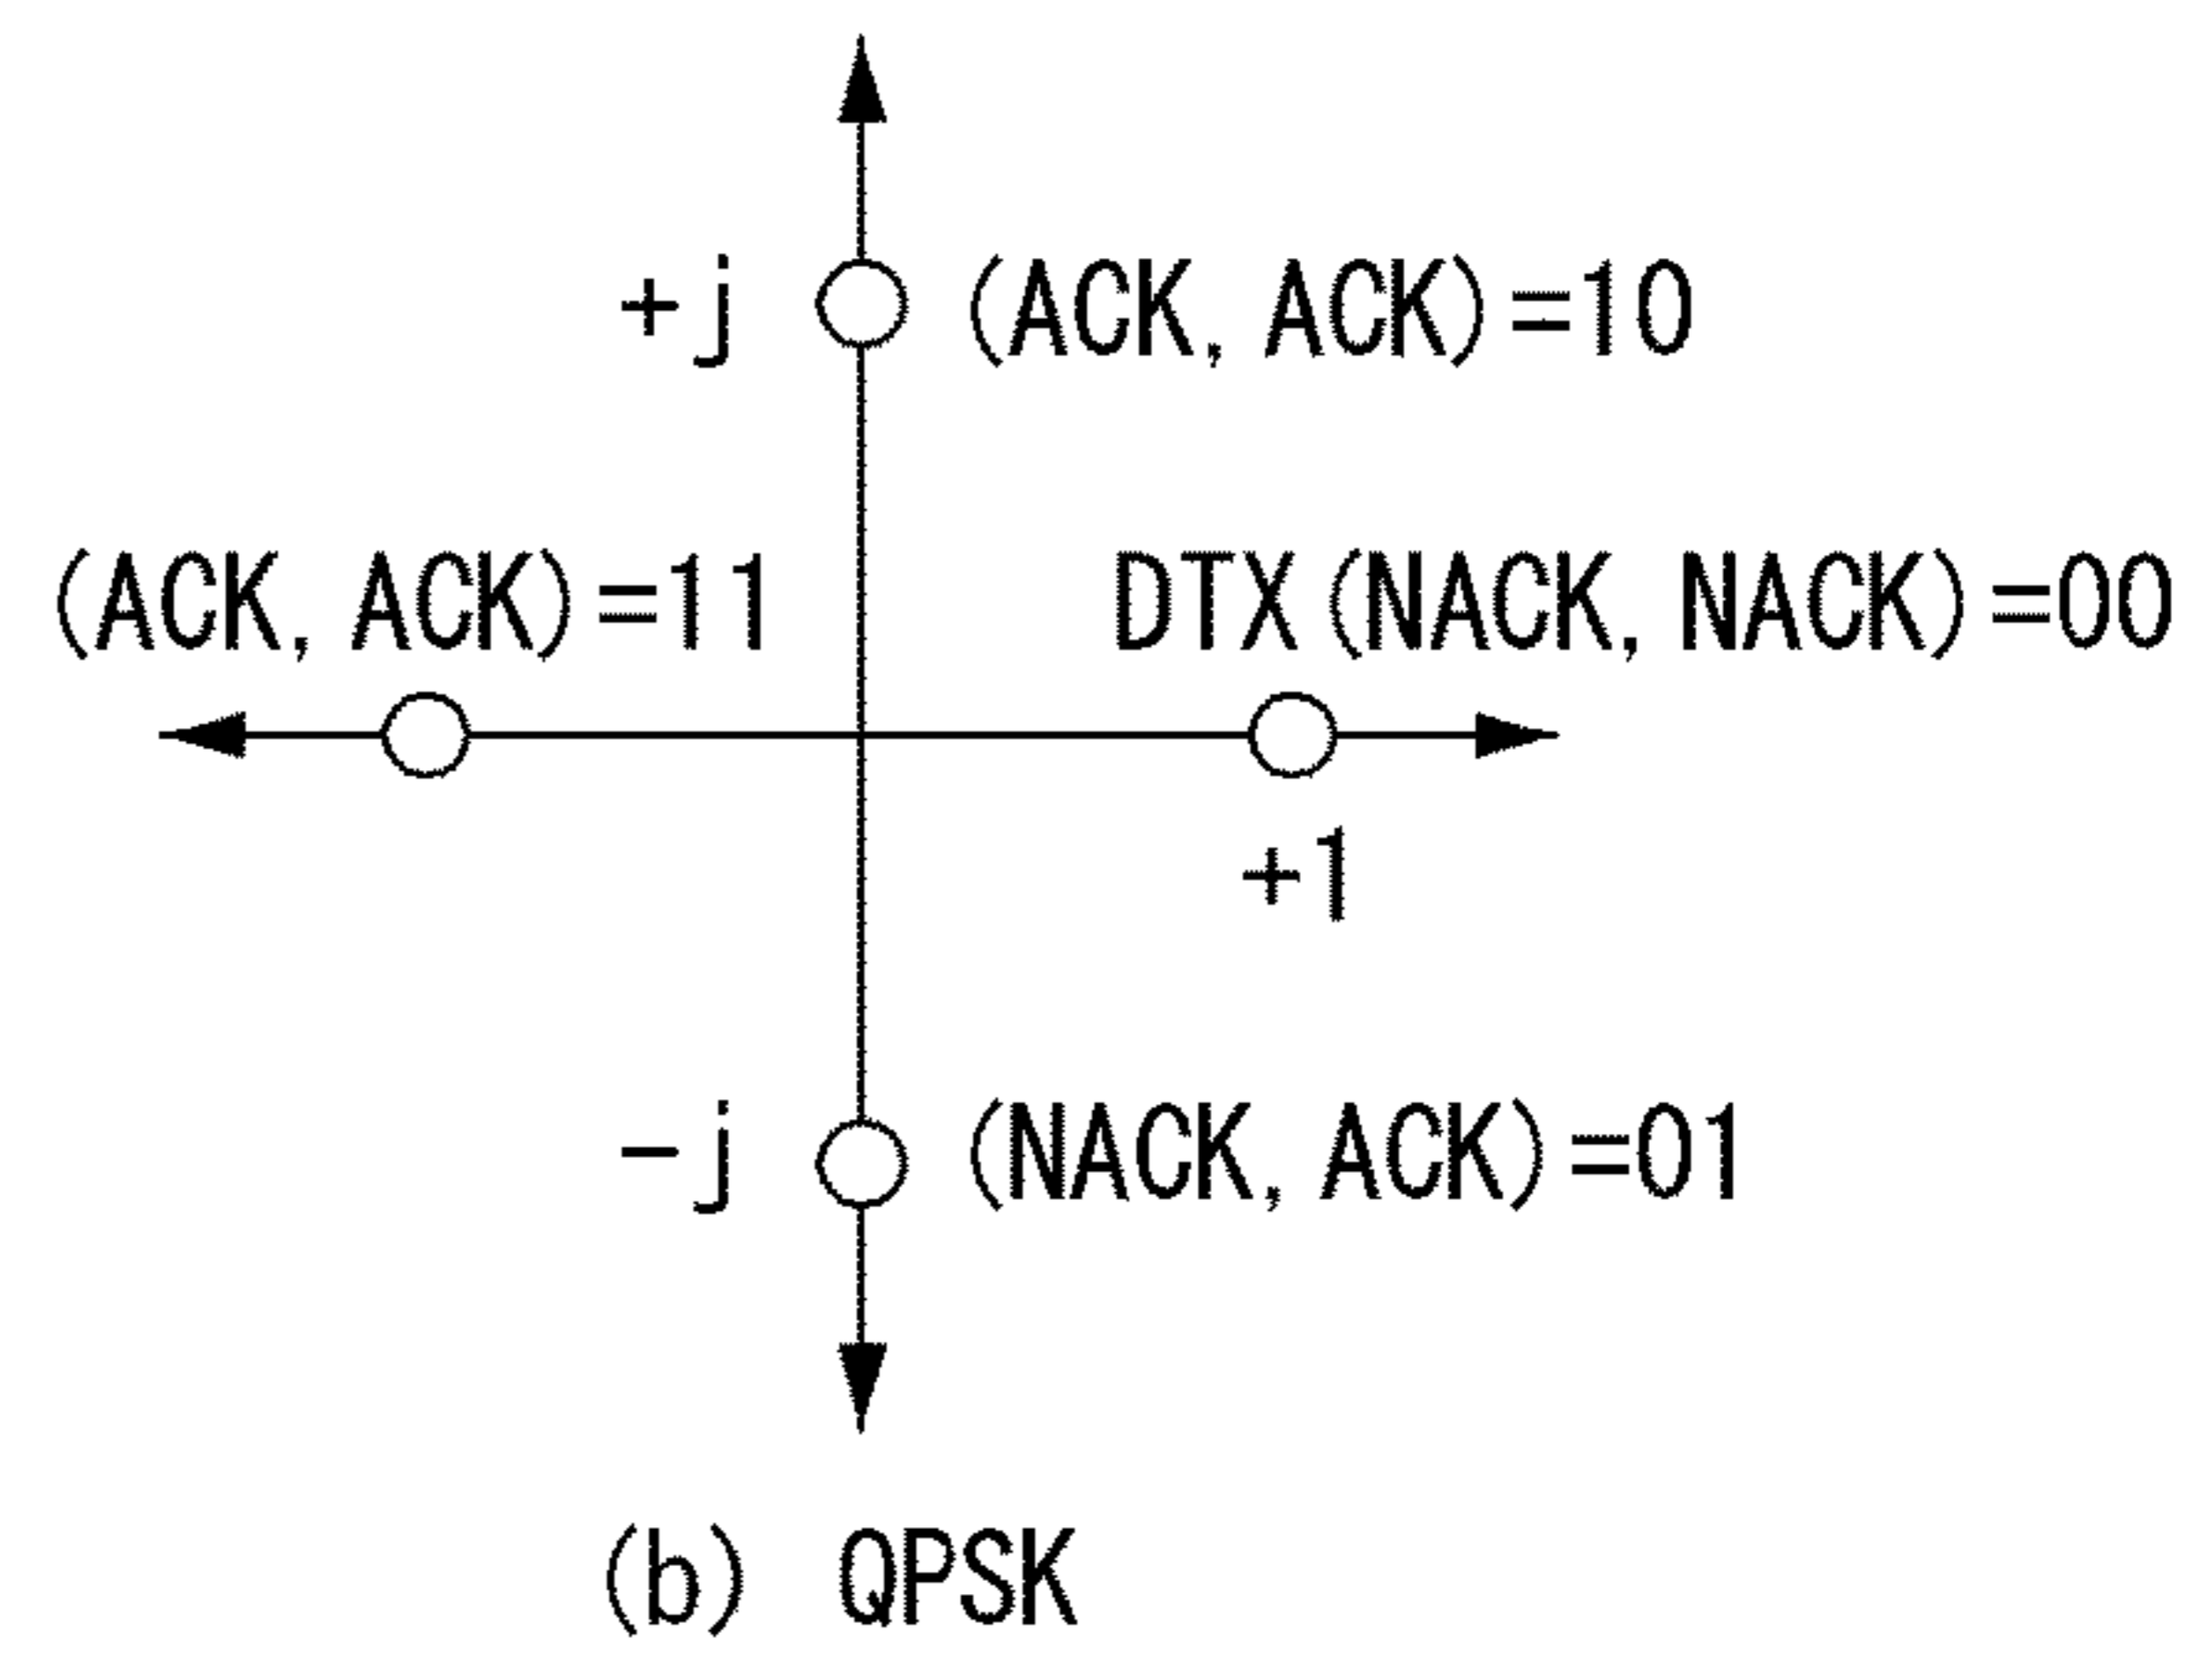 +j (ACK, ACK)=10
(ACK, ACK)=11 DTX(NACK, NACK)=00
+1
-j (NACK, ACK)=01
(b) QPSK